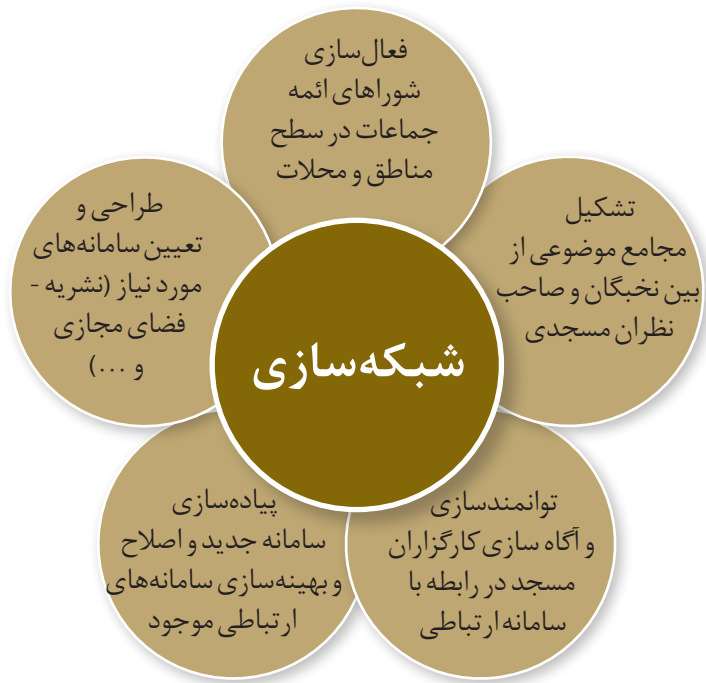 فعال‌سازی
شوراهای ائمه
جماعات در سطح
مناطق و محلات
تشکیل
مجامع موضوعی از
بین نخبگان و صاحب
نظران مسجدی
توانمندسازی
و آگاه سازی کارگزاران
مسجد در رابطه با
سامانه ارتباطی
پیاده‌سازی
سامانه جدید و اصلاح
و بهینه‌سازی سامانه‌های
ارتباطی موجود
طراحی و
تعیین سامانه‌های
مورد نیاز (نشریه -
فضای مجازی
و ...)
شبکه‌سازی